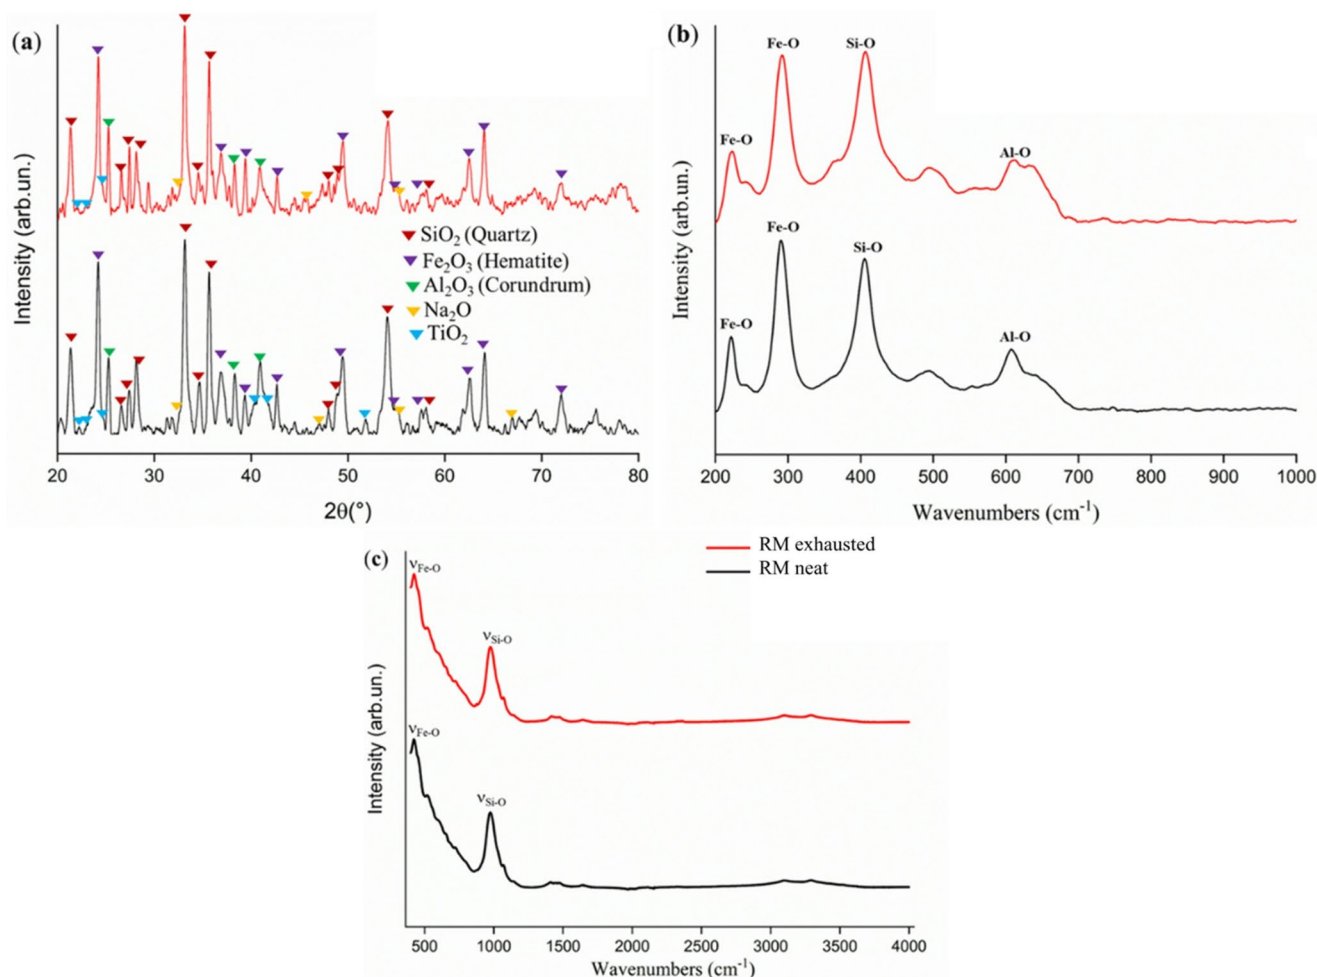 (a)
Intensity (arb.un.)
SiO₂ (Quartz)
Fe₂O₃ (Hematite)
Al₂O₃ (Corundrum)
Na₂O
TiO₂
20 30 40 50 60 70 80
2θ(°)
(b)
Intensity (arb.un.)
Fe-O
Fe-O
Si-O
Al-O
Fe-O
Fe-O
Si-O
Al-O
200 300 400 500 600 700 800 900 1000
Wavenumbers (cm⁻¹)
RM exhausted
RM neat
(c)
Intensity (arb.un.)
Intensity (arb.un.)
νFe-O
νSi-O
νFe-O
νSi-O
500 1000 1500 2000 2500 3000 3500 4000
Wavenumbers (cm⁻¹)